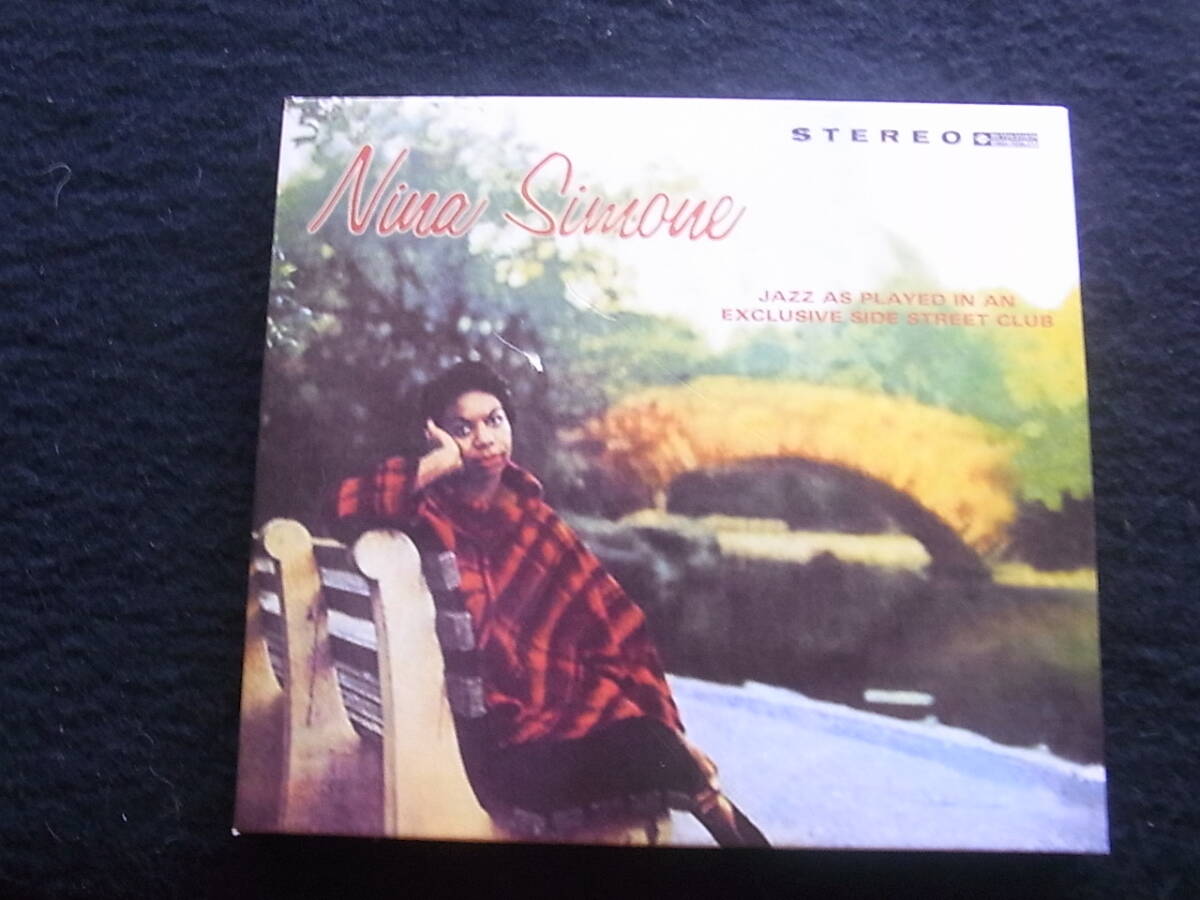 STEREO
Nina Simone
JAZZ AS PLAYED IN AN
EXCLUSIVE SIDE STREET CLUB